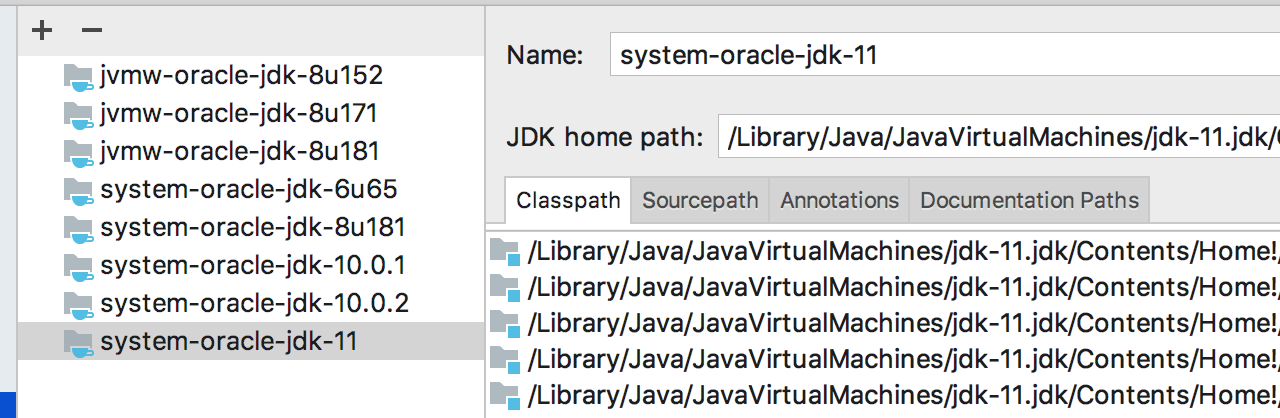 jvmw-oracle-jdk-8u152
jvmw-oracle-jdk-8u171
jvmw-oracle-jdk-8u181
system-oracle-jdk-6u65
system-oracle-jdk-8u181
system-oracle-jdk-10.0.1
system-oracle-jdk-10.0.2
system-oracle-jdk-11
Name: system-oracle-jdk-11
JDK home path: /Library/Java/JavaVirtualMachines/jdk-11.jdk/
Classpath Sourcepath Annotations Documentation Paths
/Library/Java/JavaVirtualMachines/jdk-11.jdk/Contents/Home!/
/Library/Java/JavaVirtualMachines/jdk-11.jdk/Contents/Home!/
/Library/Java/JavaVirtualMachines/jdk-11.jdk/Contents/Home!/
/Library/Java/JavaVirtualMachines/jdk-11.jdk/Contents/Home!/
/Library/Java/JavaVirtualMachines/jdk-11.jdk/Contents/Home!/